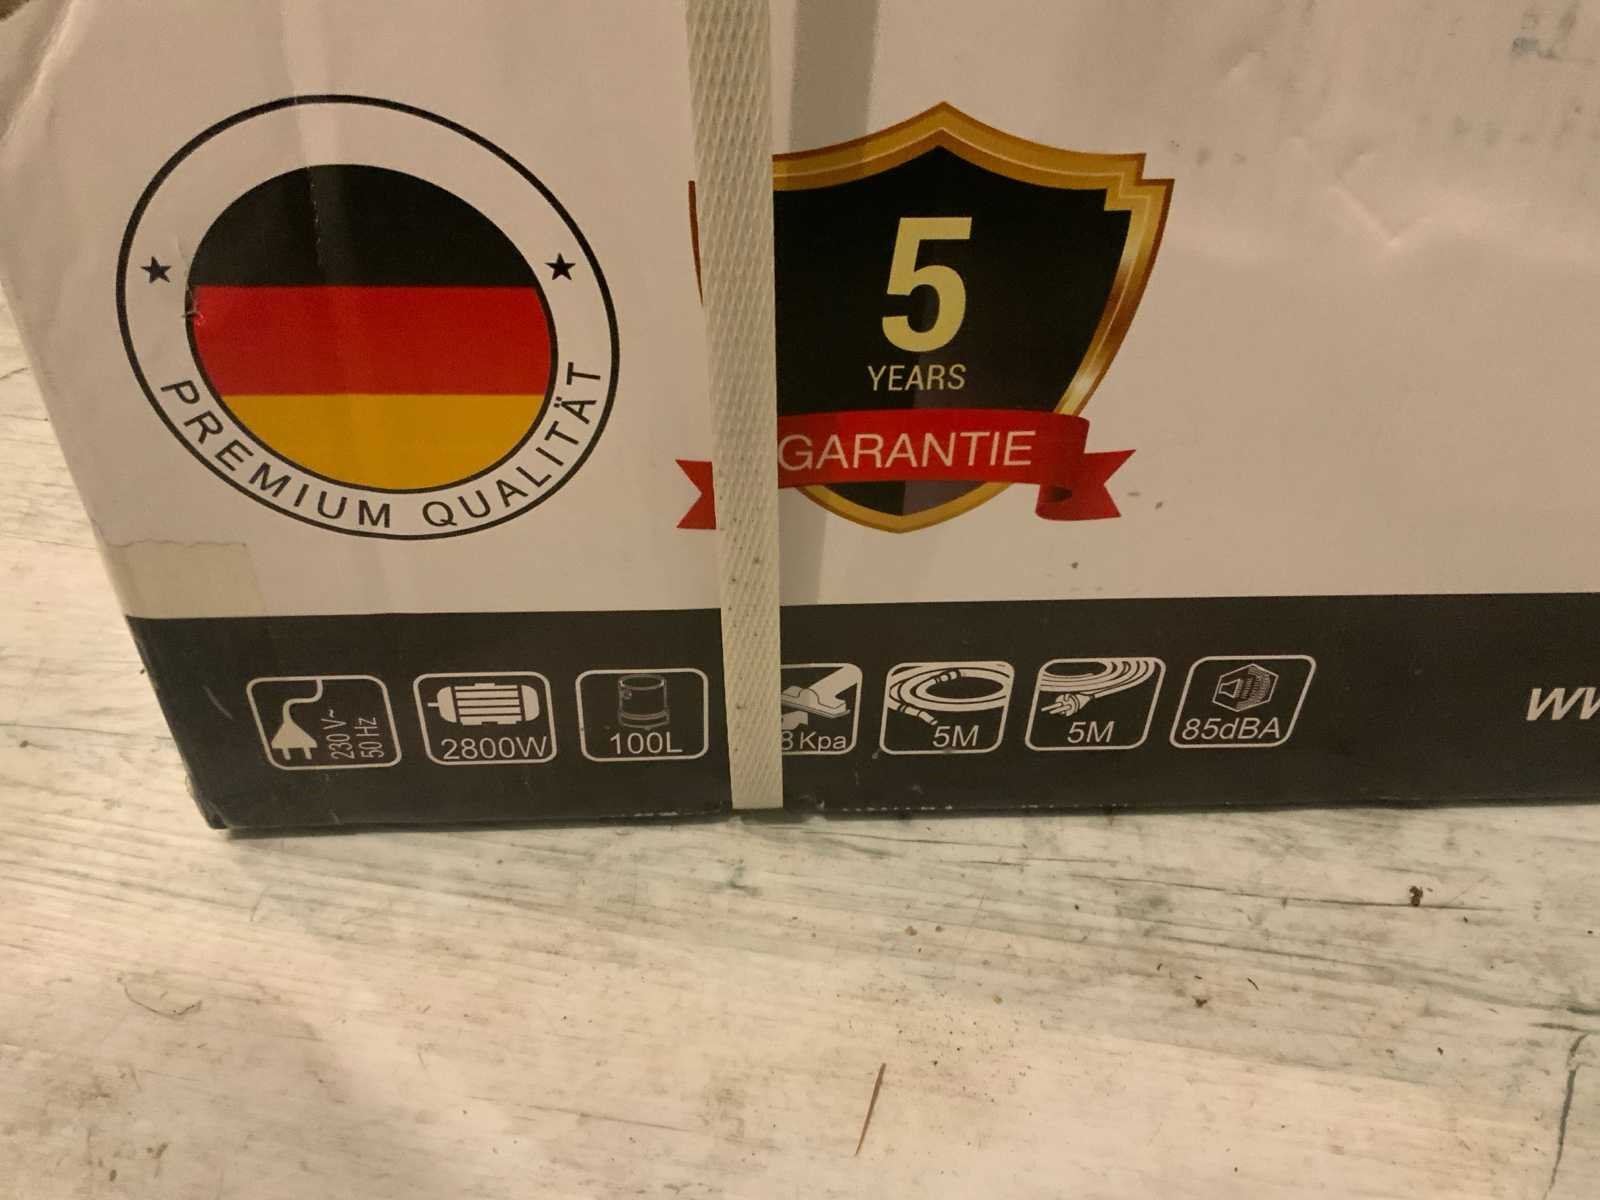 PREMIUM QUALITÄT
5
YEARS
GARANTIE
230 V~
50 Hz
2800W
100L
Kpa
5M
5M
85dBA